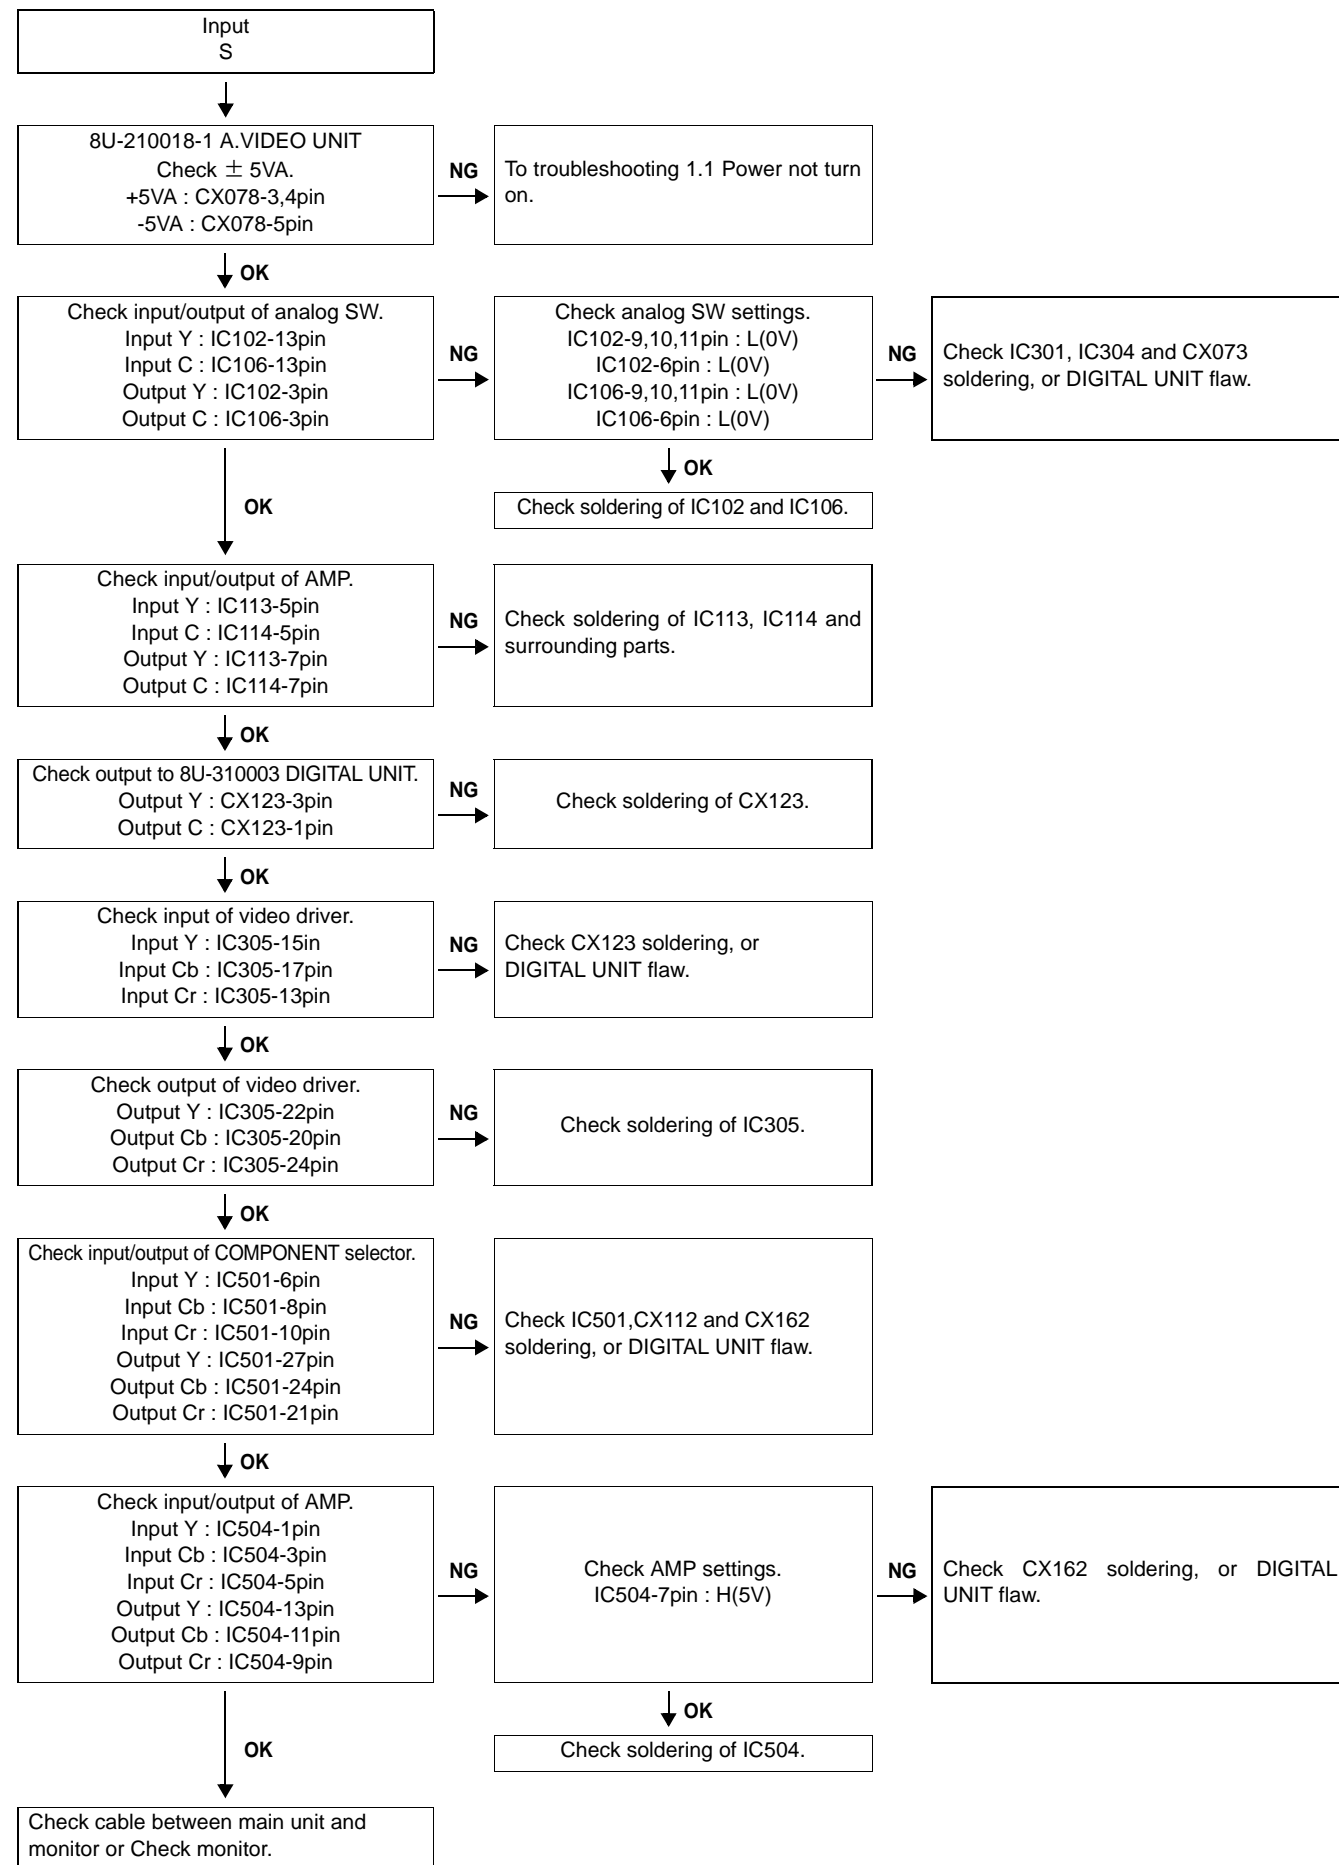 Input
S
8U-210018-1 A.VIDEO UNIT
Check ± 5VA.
+5VA : CX078-3,4pin
-5VA : CX078-5pin
NG
To troubleshooting 1.1 Power not turn
on.
OK
Check input/output of analog SW.
Input Y : IC102-13pin
Input C : IC106-13pin
Output Y : IC102-3pin
Output C : IC106-3pin
NG
Check analog SW settings.
IC102-9,10,11pin : L(0V)
IC102-6pin : L(0V)
IC106-9,10,11pin : L(0V)
IC106-6pin : L(0V)
NG
Check IC301, IC304 and CX073
soldering, or DIGITAL UNIT flaw.
OK
Check soldering of IC102 and IC106.
OK
Check input/output of AMP.
Input Y : IC113-5pin
Input C : IC114-5pin
Output Y : IC113-7pin
Output C : IC114-7pin
NG
Check soldering of IC113, IC114 and
surrounding parts.
OK
Check output to 8U-310003 DIGITAL UNIT.
Output Y : CX123-3pin
Output C : CX123-1pin
NG
Check soldering of CX123.
OK
Check input of video driver.
Input Y : IC305-15in
Input Cb : IC305-17pin
Input Cr : IC305-13pin
NG
Check CX123 soldering, or
DIGITAL UNIT flaw.
OK
Check output of video driver.
Output Y : IC305-22pin
Output Cb : IC305-20pin
Output Cr : IC305-24pin
NG
Check soldering of IC305.
OK
Check input/output of COMPONENT selector.
Input Y : IC501-6pin
Input Cb : IC501-8pin
Input Cr : IC501-10pin
Output Y : IC501-27pin
Output Cb : IC501-24pin
Output Cr : IC501-21pin
NG
Check IC501,CX112 and CX162
soldering, or DIGITAL UNIT flaw.
OK
Check input/output of AMP.
Input Y : IC504-1pin
Input Cb : IC504-3pin
Input Cr : IC504-5pin
Output Y : IC504-13pin
Output Cb : IC504-11pin
Output Cr : IC504-9pin
NG
Check AMP settings.
IC504-7pin : H(5V)
NG
Check CX162 soldering, or DIGITAL
UNIT flaw.
OK
Check soldering of IC504.
OK
Check cable between main unit and
monitor or Check monitor.